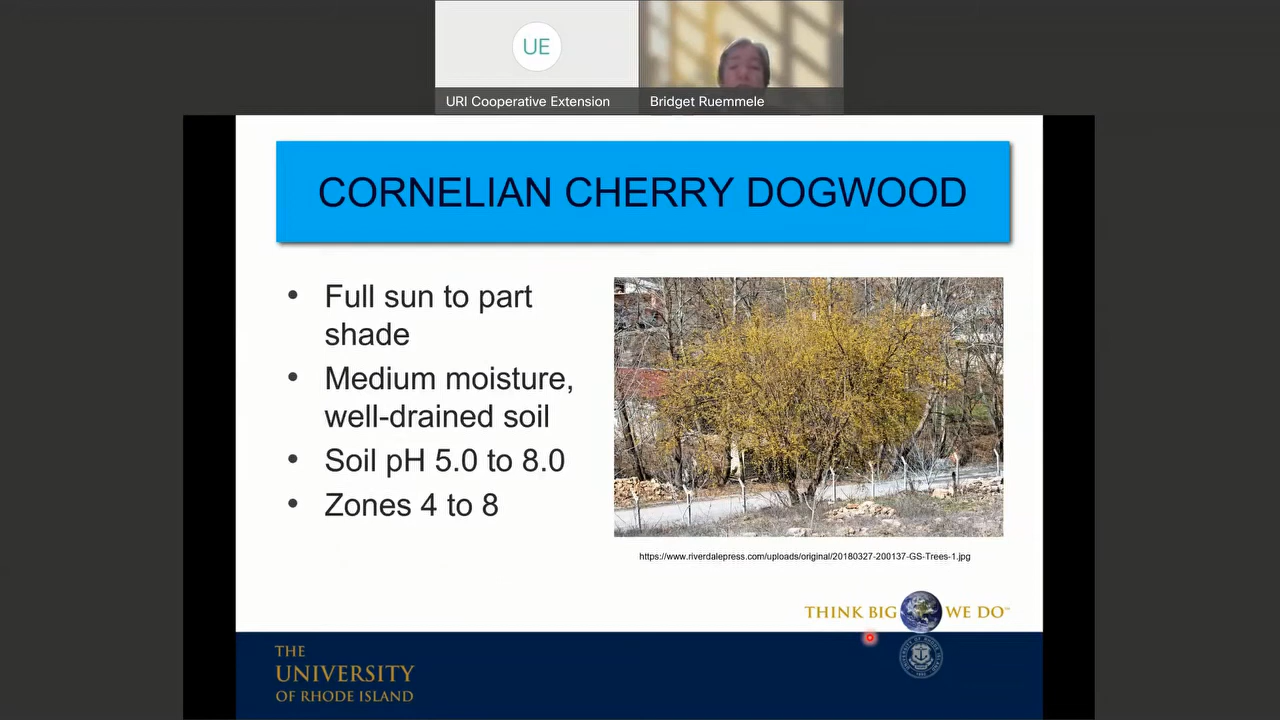 UE
URI Cooperative Extension
Bridget Ruemmele
CORNELIAN CHERRY DOGWOOD
• Full sun to part
shade
• Medium moisture,
well-drained soil
• Soil pH 5.0 to 8.0
• Zones 4 to 8
https://www.riverdalepress.com/uploads/original/20180327-200137-GS-Trees-1.jpg
THINK BIG WE DO™
THE
UNIVERSITY
OF RHODE ISLAND